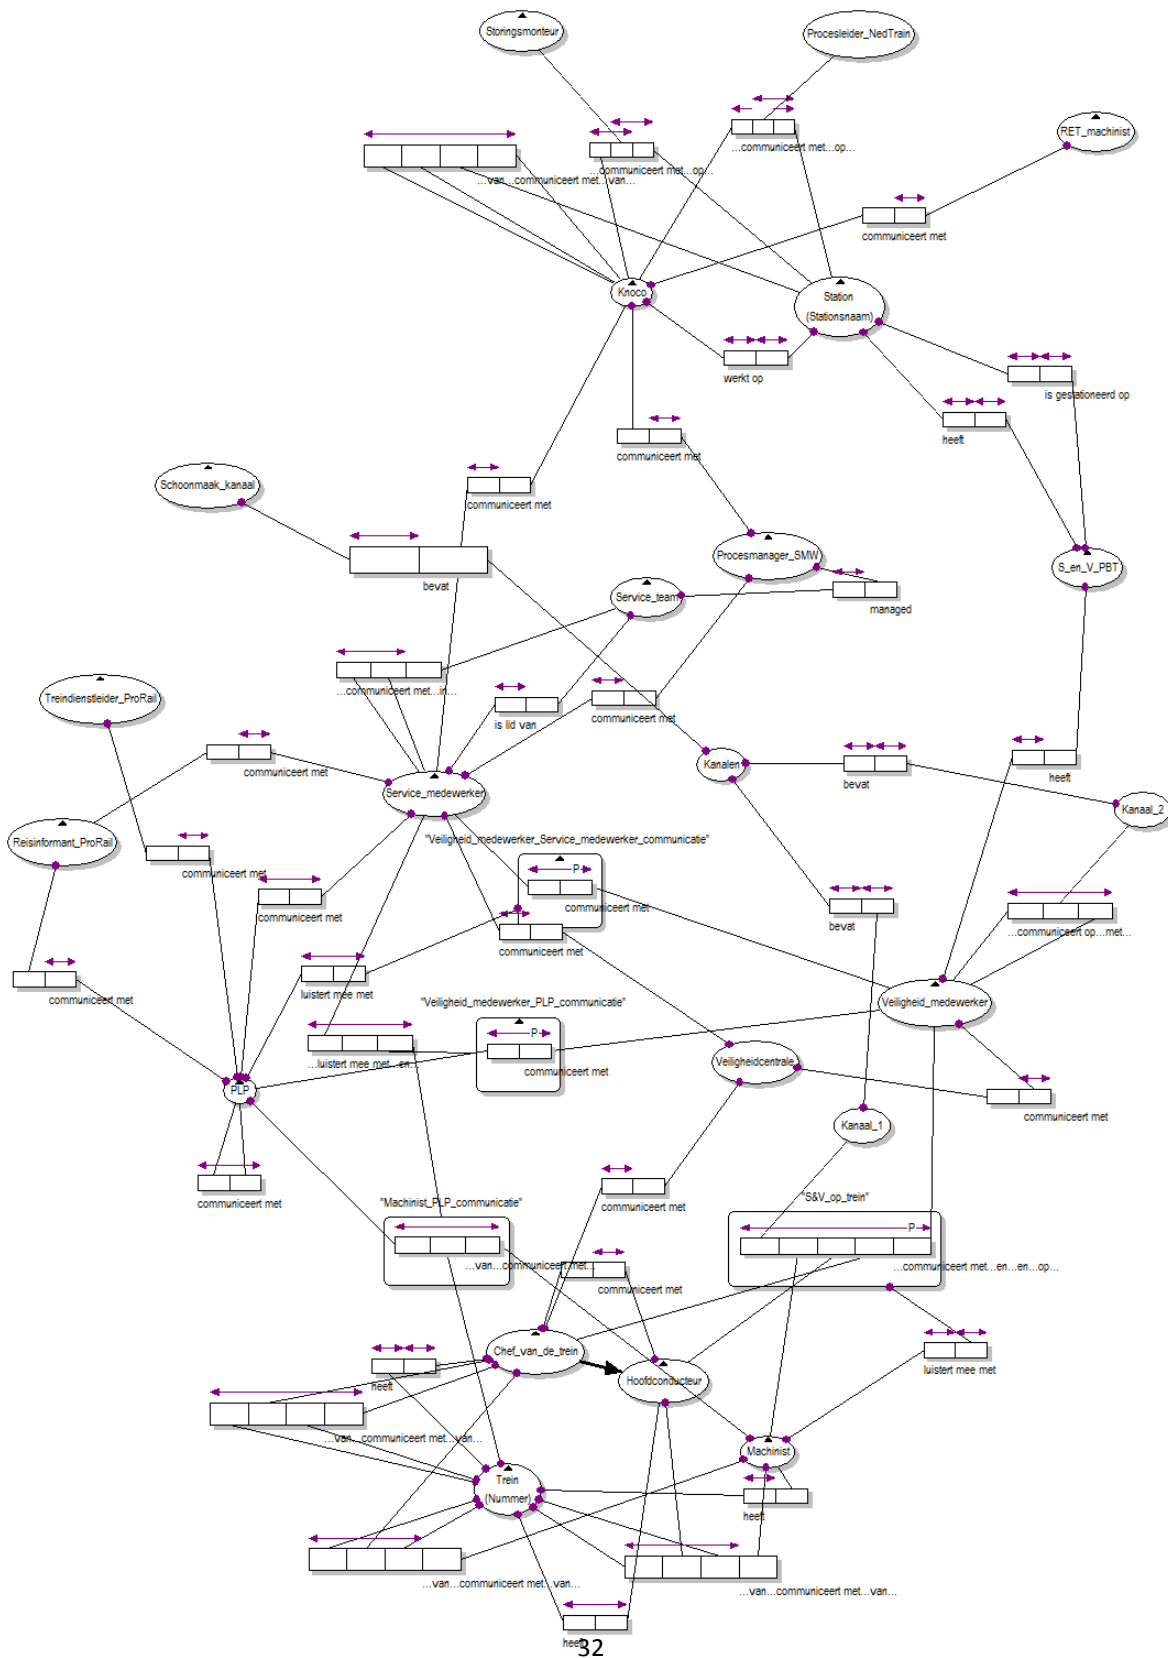 Storingsmonteur
Procesleider_NedTrain
RET_machinist
...van...communiceert met...van...
...communiceert met...op...
...communiceert met...op...
communiceert met
Knoco
Station
(Stationsnaam)
werkt op
is gestationeerd op
heeft
communiceert met
Schoonmaak_kanaal
communiceert met
bevat
Procesmanager_SMW
S_en_V_PBT
Service_team
managed
...communiceert met...in...
Treindienstleider_ProRail
is lid van
communiceert met
communiceert met
Kanalen
bevat
heeft
Service_medewerker
Kanaal_2
Reisinformant_ProRail
"Veiligheid_medewerker_Service_medewerker_communicatie"
communiceert met
P
communiceert met
communiceert met
bevat
...communiceert op...met...
communiceert met
communiceert met
luistert mee met
"Veiligheid_medewerker_PLP_communicatie"
Veiligheid_medewerker
P
...luistert mee met...en...
communiceert met
Veiligheidcentrale
PLP
communiceert met
Kanaal_1
communiceert met
"Machinist_PLP_communicatie"
communiceert met
"S&V_op_trein"
P
...van...communiceert met...
...communiceert met...en...en...op...
communiceert met
Chef_van_de_trein
heeft
Hoofdconducteur
luistert mee met
...van...communiceert met...van...
Machinist
Trein
(Nummer)
heeft
...van...communiceert met...van...
...van...communiceert met...van...
heeft
32